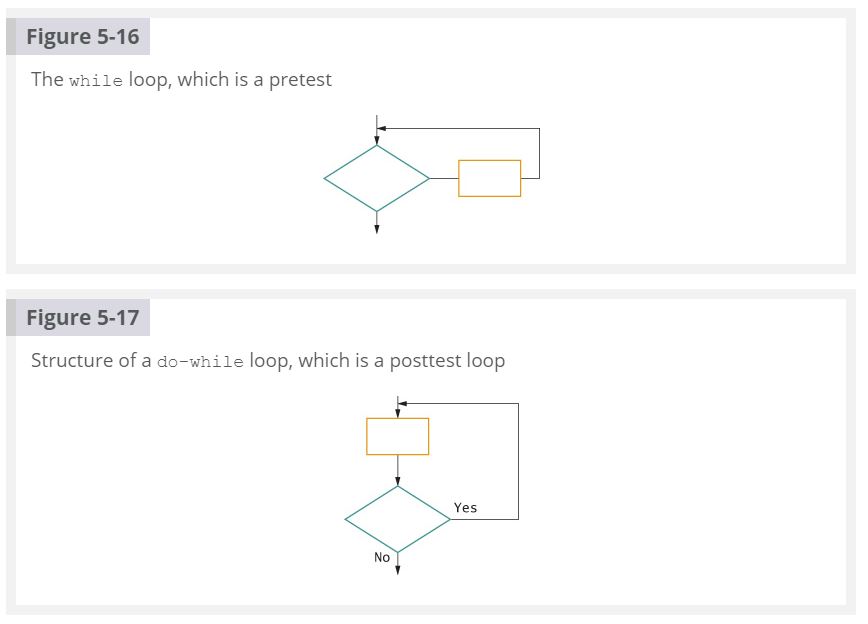 Figure 5-16
The while loop, which is a pretest
Figure 5-17
Structure of a do-while loop, which is a posttest loop
Yes
No